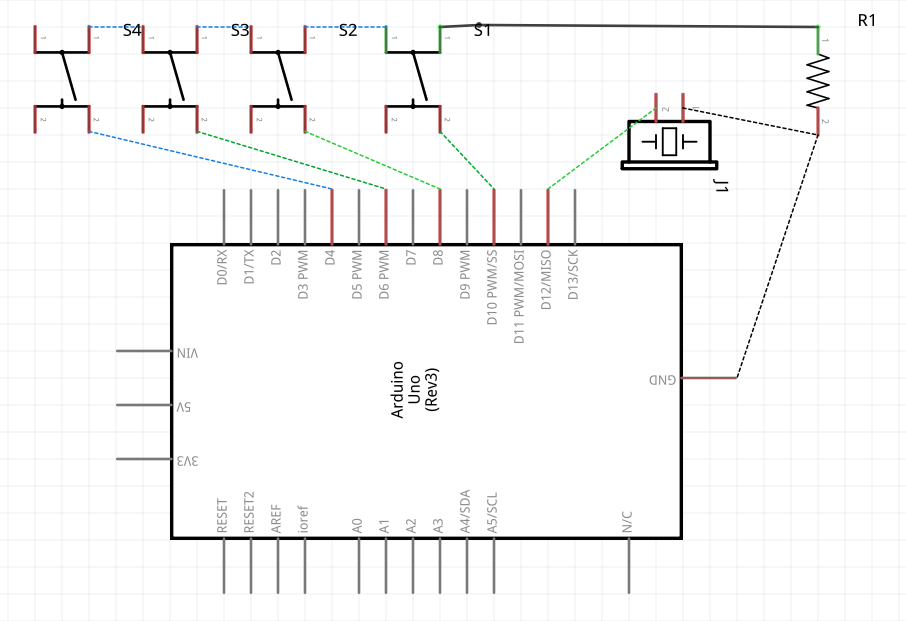 S4
S3
S2
S1
R1
1
1
1
1
1
1
1
1
1
2
2
2
2
2
2
2
2
2
2
1
J1
D0/RX
D1/TX
D2
D3 PWM
D4
D5 PWM
D6 PWM
D7
D8
D9 PWM
D10 PWM/SS
D11 PWM/MOSI
D12/MISO
D13/SCK
VIN
5V
3V3
Arduino
Uno
(Rev3)
GND
RESET
RESET2
AREF
ioref
A0
A1
A2
A3
A4/SDA
A5/SCL
N/C